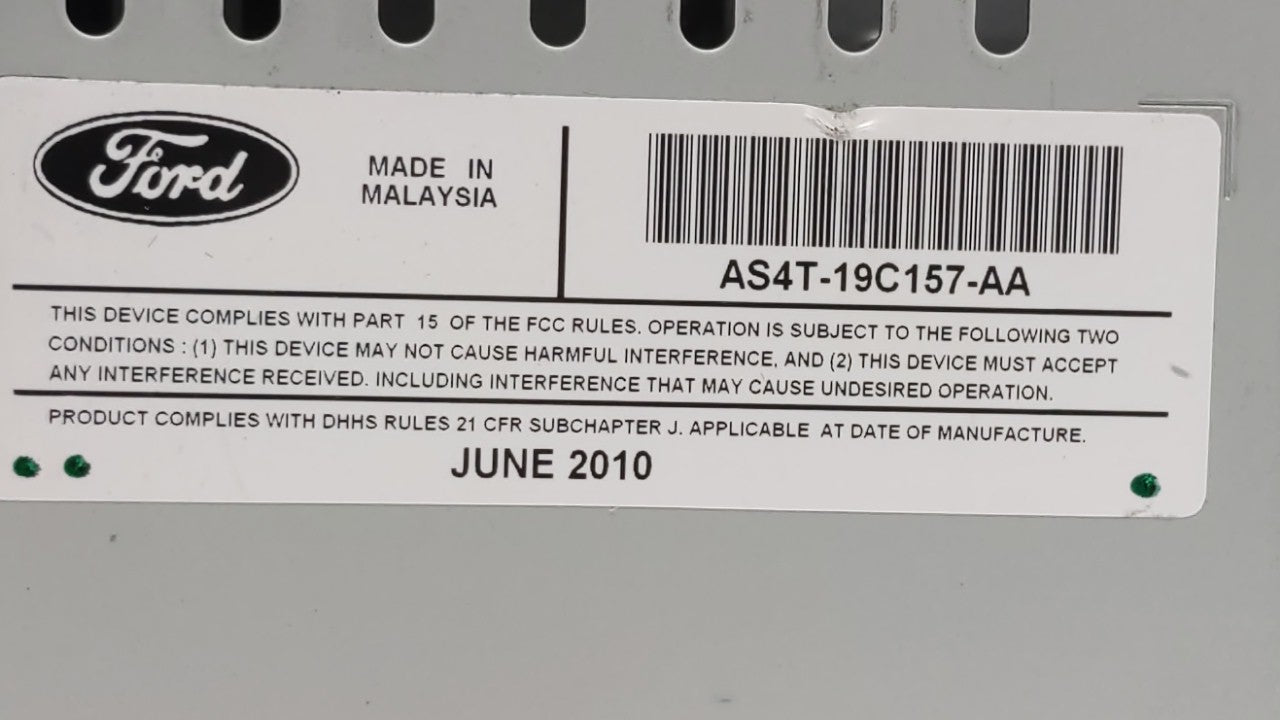 Ford
MADE IN
MALAYSIA
AS4T-19C157-AA
THIS DEVICE COMPLIES WITH PART 15 OF THE FCC RULES. OPERATION IS SUBJECT TO THE FOLLOWING TWO
CONDITIONS : (1) THIS DEVICE MAY NOT CAUSE HARMFUL INTERFERENCE, AND (2) THIS DEVICE MUST ACCEPT
ANY INTERFERENCE RECEIVED. INCLUDING INTERFERENCE THAT MAY CAUSE UNDESIRED OPERATION.
PRODUCT COMPLIES WITH DHHS RULES 21 CFR SUBCHAPTER J. APPLICABLE AT DATE OF MANUFACTURE.
JUNE 2010